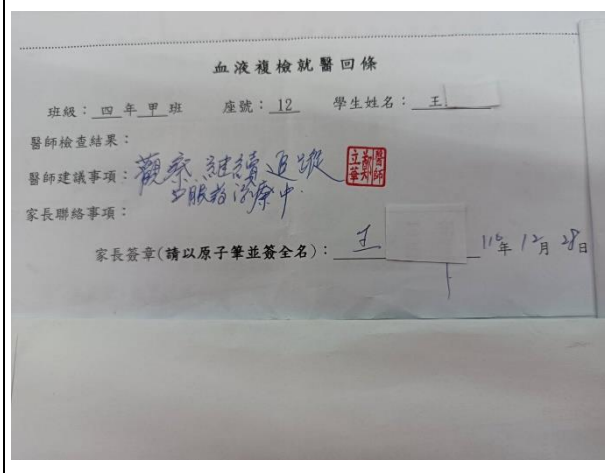 血液複檢就醫回條
班級：四年甲班 座號：12 學生姓名：王
醫師檢查結果：
醫師建議事項：觀察.繼續追蹤
服務治療中.
家長聯絡事項：
家長簽章(請以原子筆並簽全名)：王 110年12月28日